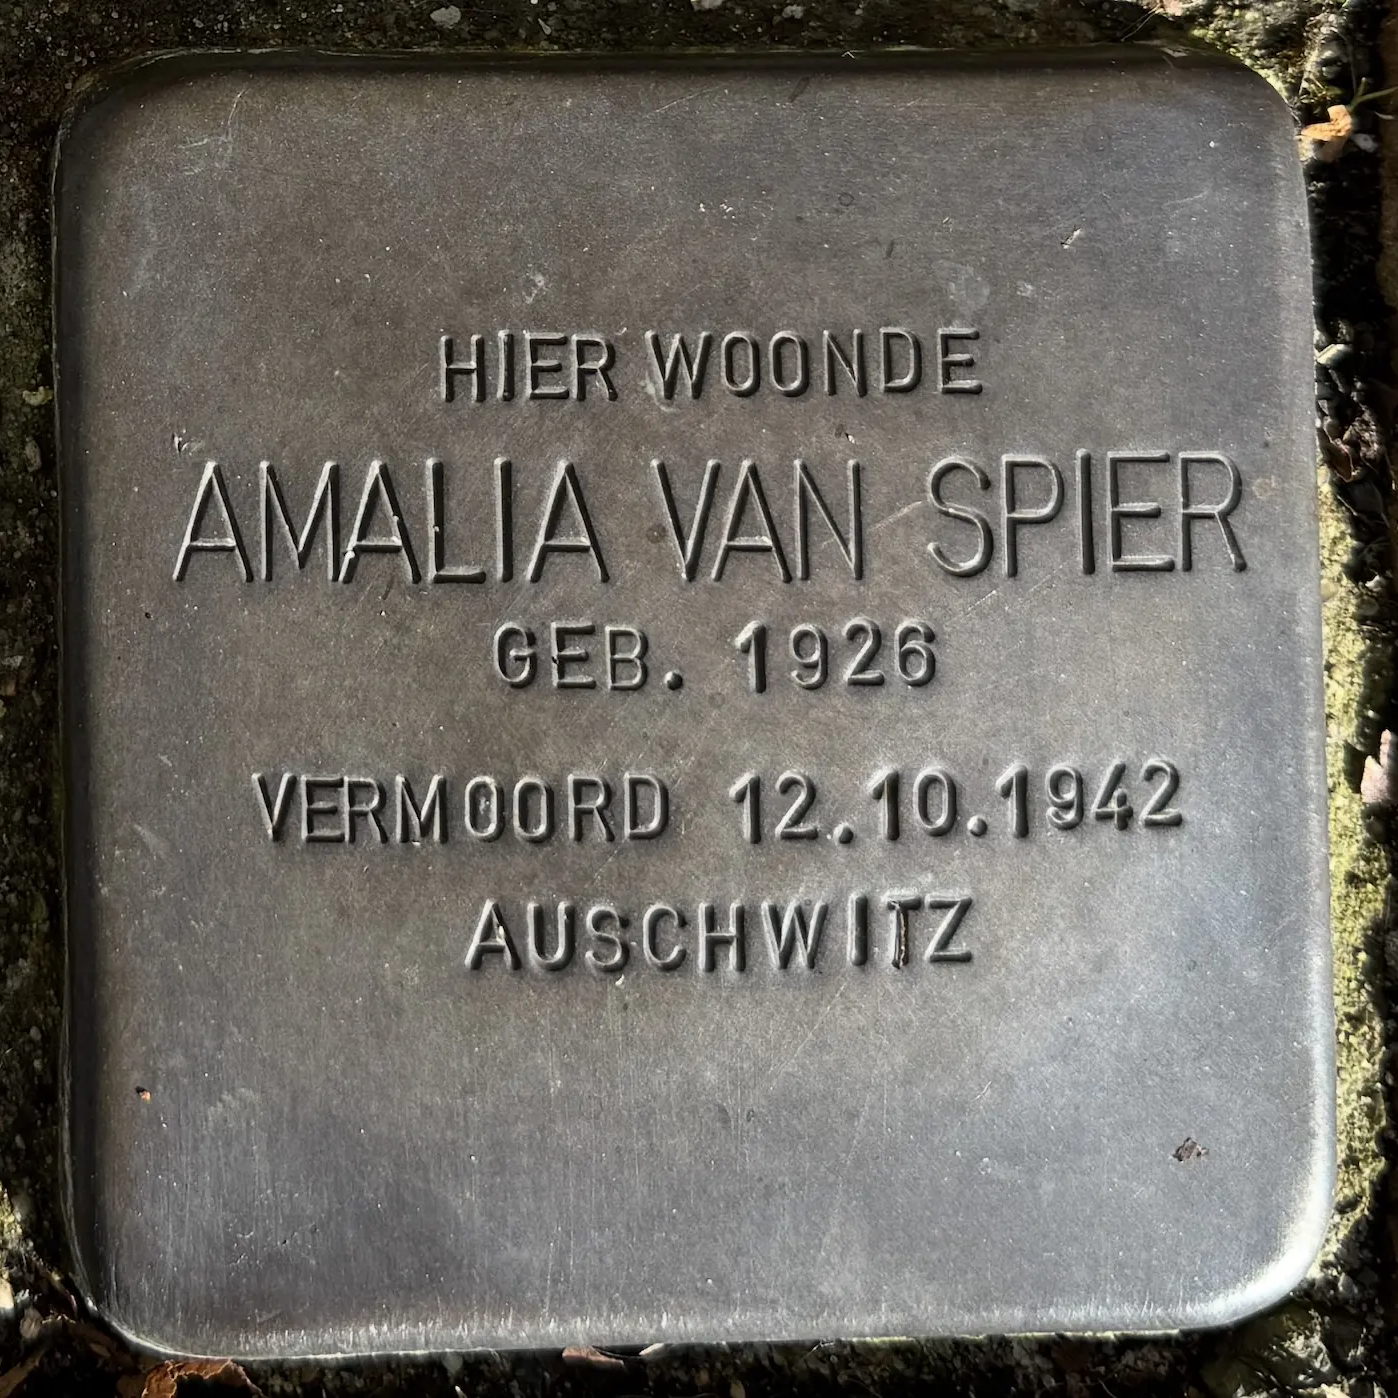 HIER WOONDE
AMALIA VAN SPIER
GEB. 1926
VERMOORD 12.10.1942
AUSCHWITZ